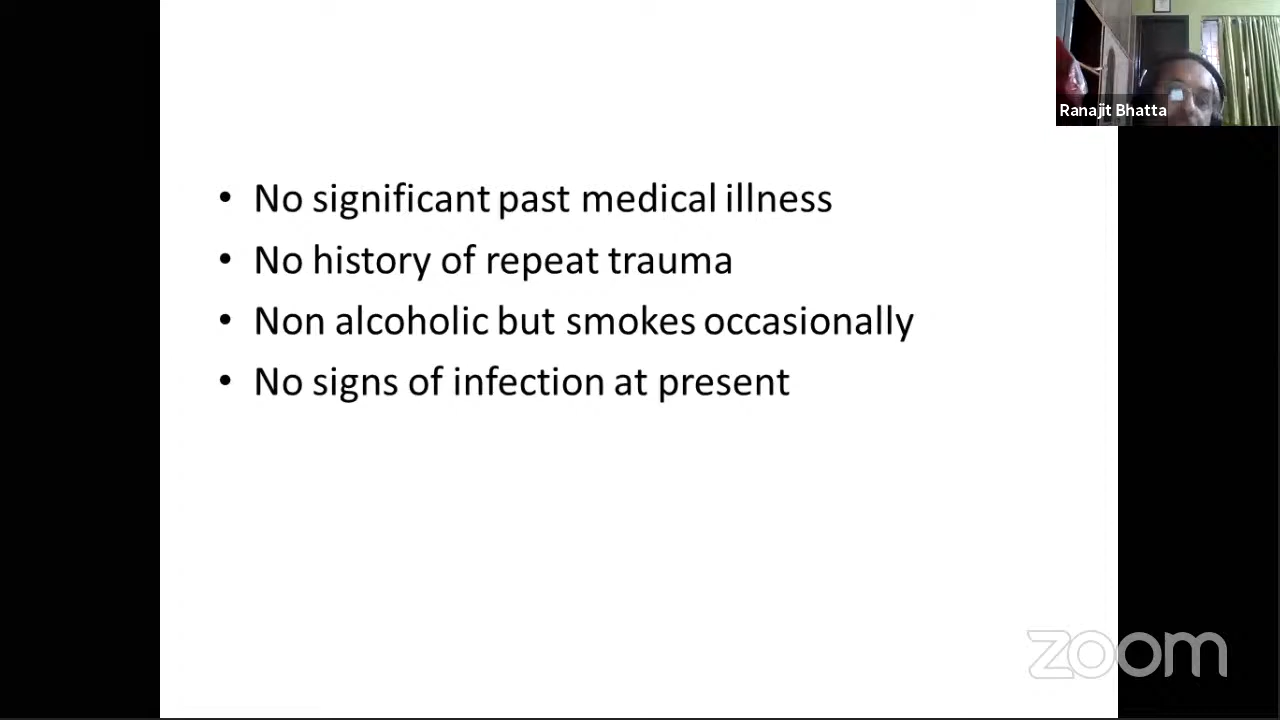 Ranajit Bhatta
• No significant past medical illness
• No history of repeat trauma
• Non alcoholic but smokes occasionally
• No signs of infection at present
zoom